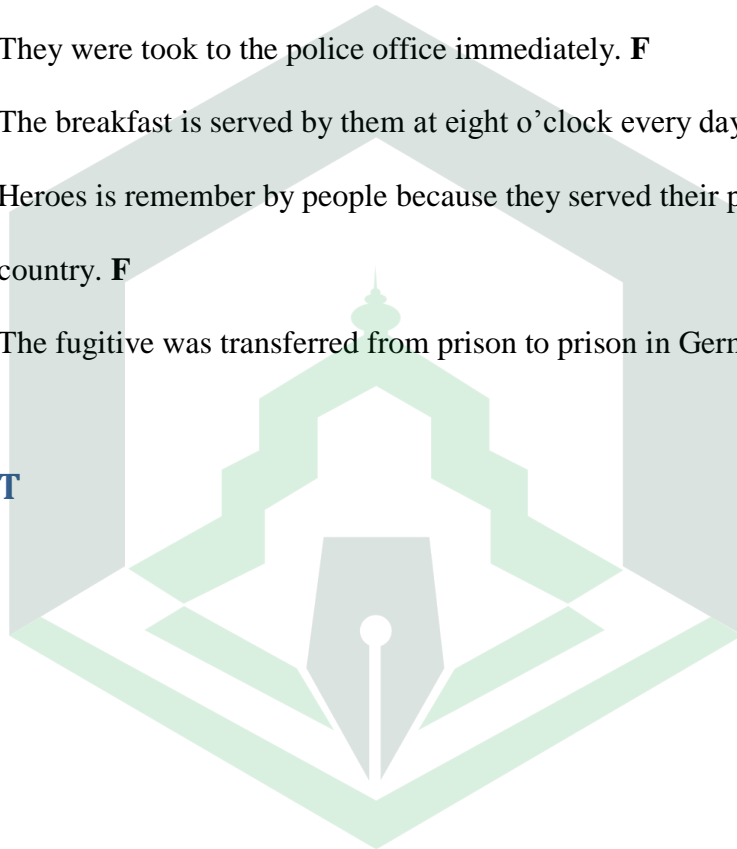 They were took to the police office immediately. F
The breakfast is served by them at eight o’clock every day
Heroes is remember by people because they served their
country. F
The fugitive was transferred from prison to prison in
T